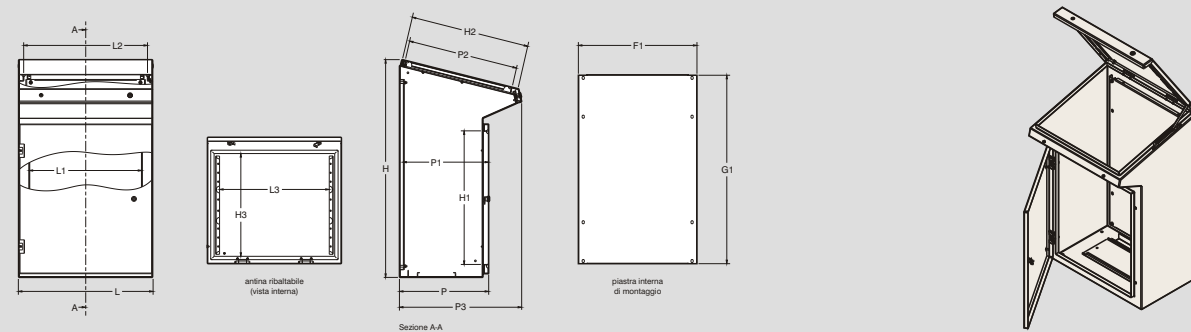 A
L2
L1
L
A
L3
H3
antina ribaltabile
(vista interna)
H2
P2
H
P1
H1
P
P3
Sezione A-A
F1
G1
piastra interna
di montaggio